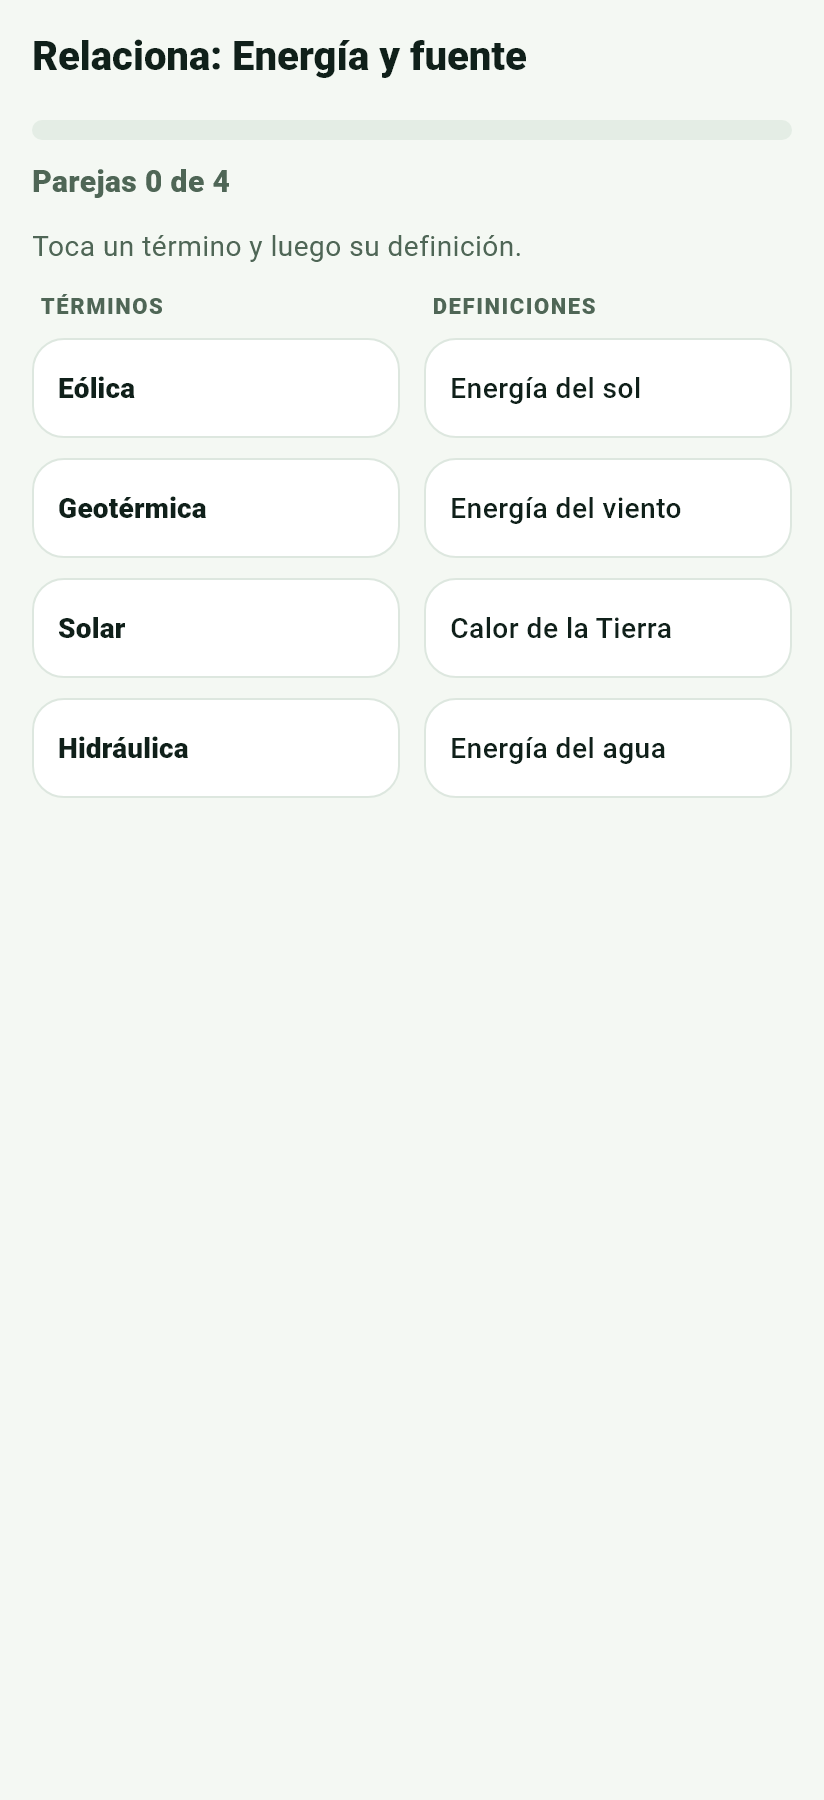 Relaciona: Energía y fuente
Parejas 0 de 4
Toca un término y luego su definición.
TÉRMINOS
DEFINICIONES
Eólica
Energía del sol
Geotérmica
Energía del viento
Solar
Calor de la Tierra
Hidráulica
Energía del agua